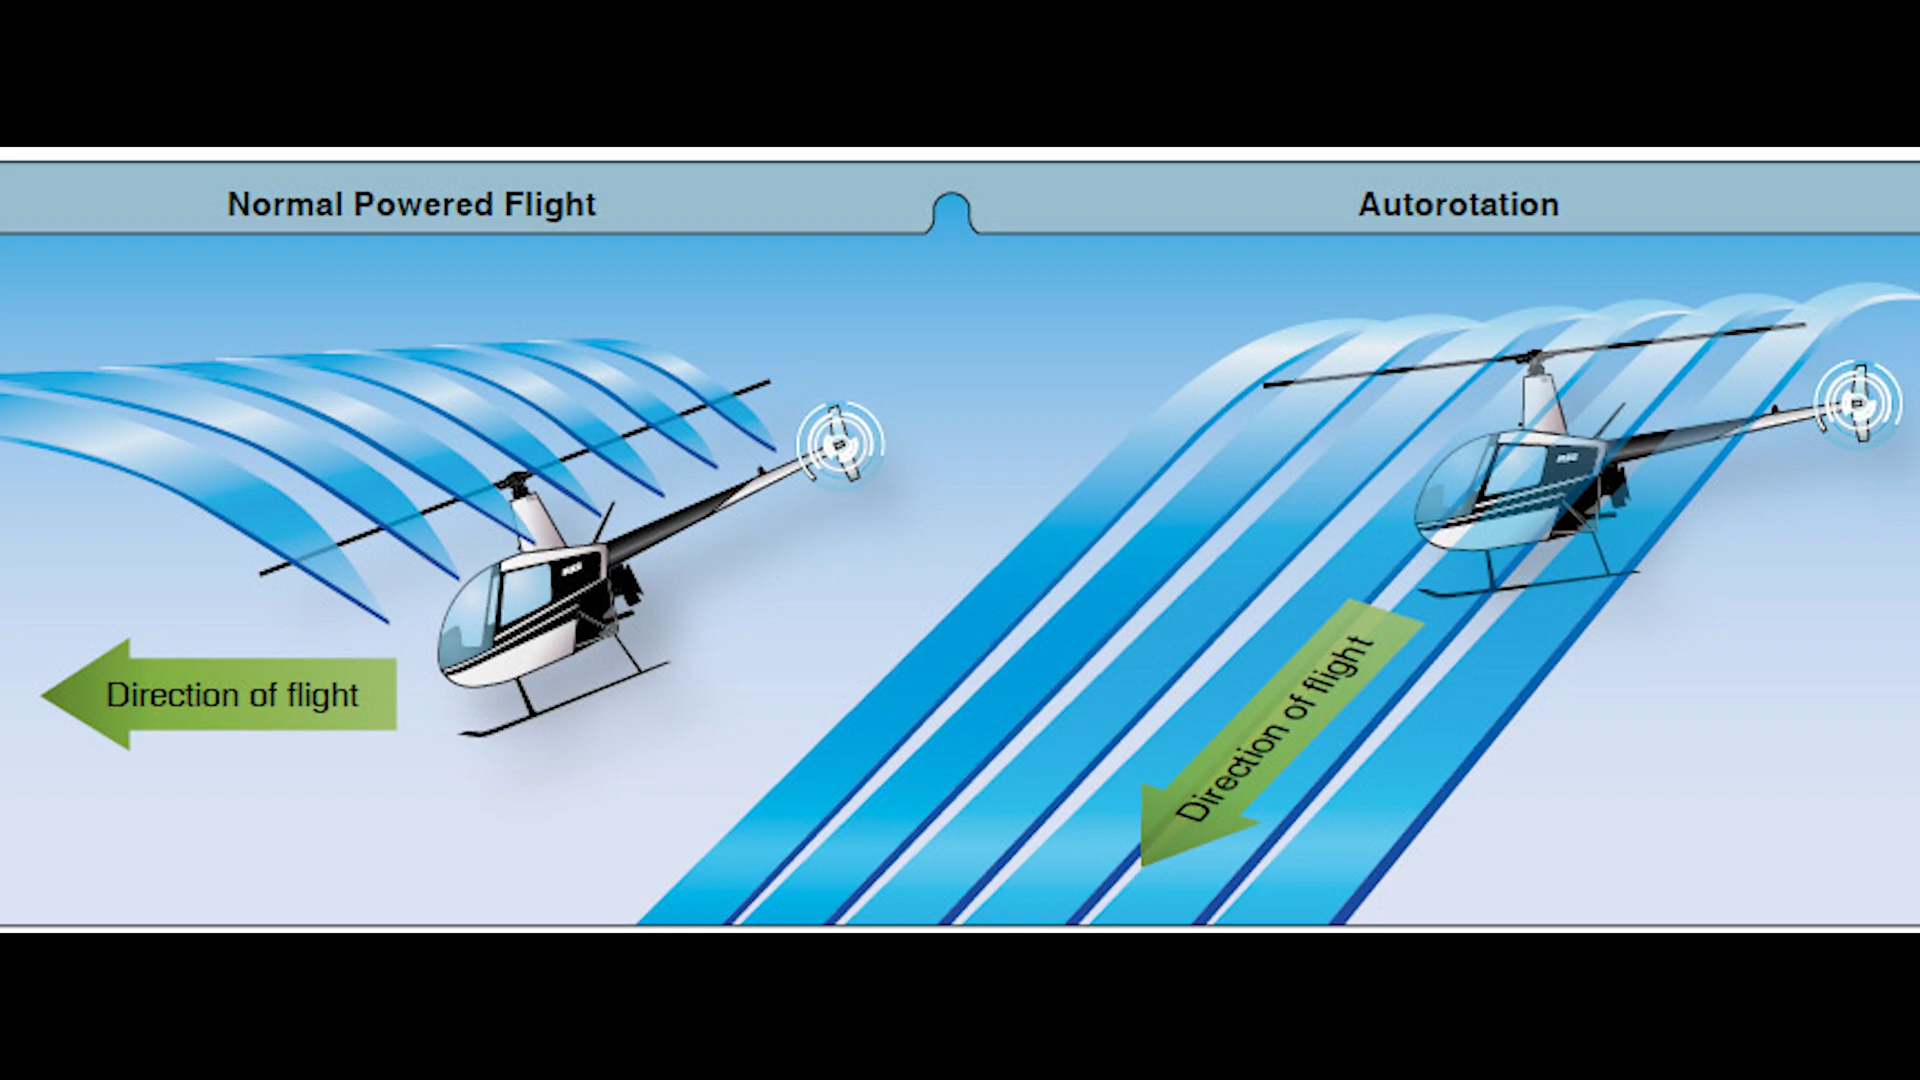 Normal Powered Flight
Autorotation
Direction of flight
Direction of flight